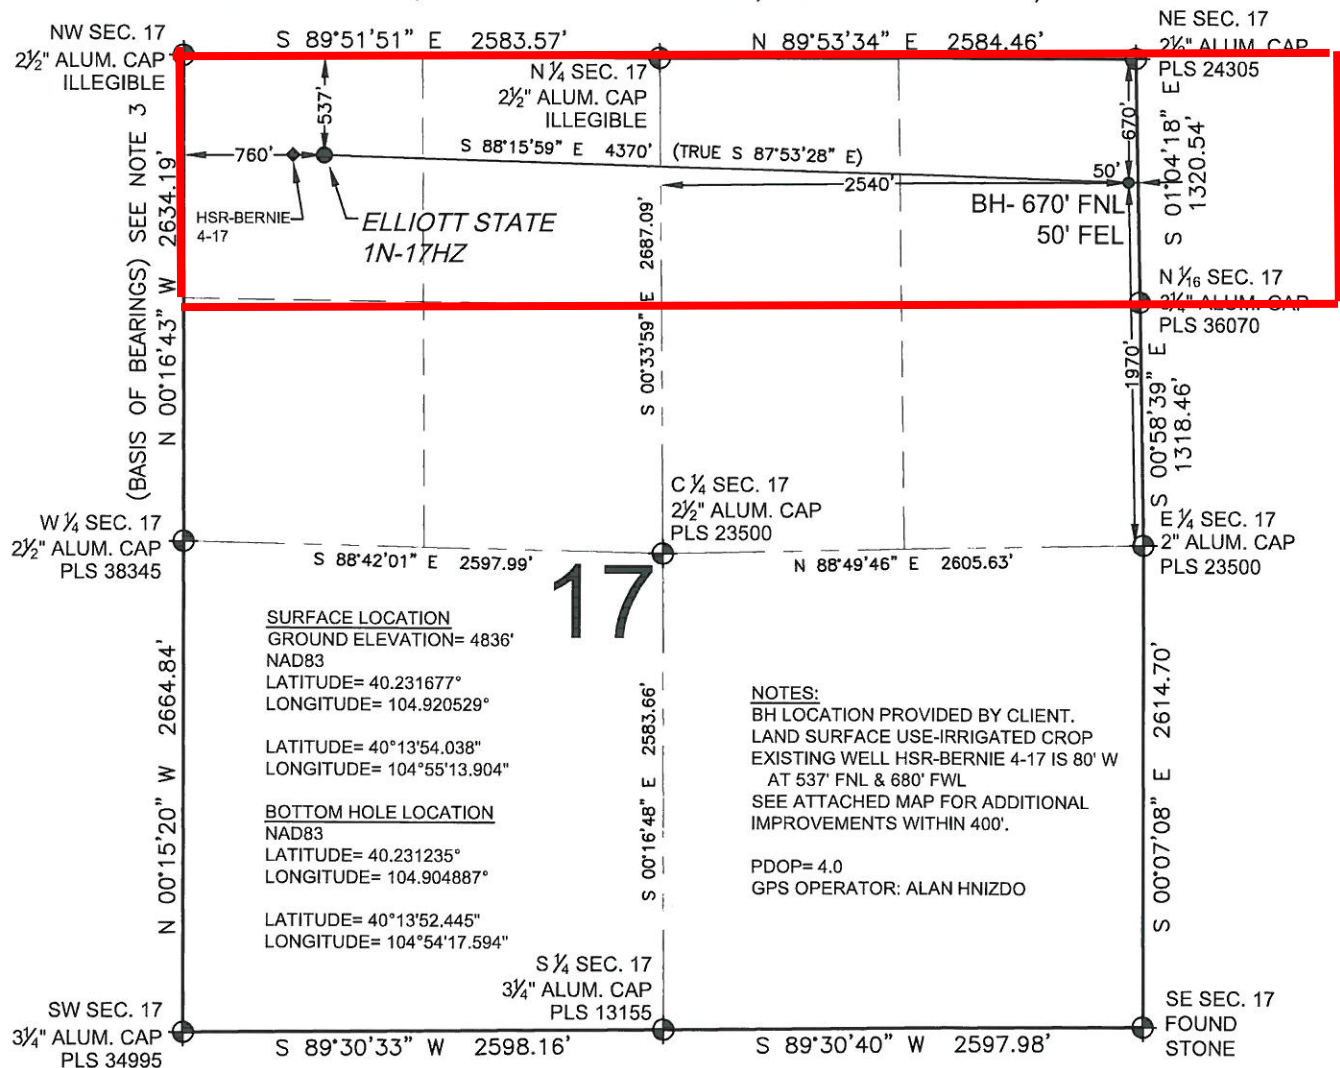 NW SEC. 17
2½" ALUM. CAP
ILLEGIBLE
S 89°51'51" E 2583.57'
N 89°53'34" E 2584.46'
NE SEC. 17
2½" ALUM. CAP
PLS 24305
N ¼ SEC. 17
2½" ALUM. CAP
ILLEGIBLE
537'
670'
760'
S 88°15'59" E 4370' (TRUE S 87°53'28" E)
50'
2540'
HSR-BERNIE
4-17
ELLIOTT STATE
1N-17HZ
BH- 670' FNL
50' FEL
S 01°04'18" E
1320.54'
N 1/16 SEC. 17
3¼" ALUM. CAP
PLS 36070
(BASIS OF BEARINGS) SEE NOTE 3
N 00°16'43" W 2634.19'
S 00°33'59" E 2687.09'
1970'
S 00°58'39" E
1318.46'
W ¼ SEC. 17
2½" ALUM. CAP
PLS 38345
C ¼ SEC. 17
2½" ALUM. CAP
PLS 23500
E ¼ SEC. 17
2" ALUM. CAP
PLS 23500
S 88°42'01" E 2597.99'
N 88°49'46" E 2605.63'
17
SURFACE LOCATION
GROUND ELEVATION= 4836'
NAD83
LATITUDE= 40.231677°
LONGITUDE= 104.920529°
LATITUDE= 40°13'54.038"
LONGITUDE= 104°55'13.904"
BOTTOM HOLE LOCATION
NAD83
LATITUDE= 40.231235°
LONGITUDE= 104.904887°
LATITUDE= 40°13'52.445"
LONGITUDE= 104°54'17.594"
NOTES:
BH LOCATION PROVIDED BY CLIENT.
LAND SURFACE USE-IRRIGATED CROP
EXISTING WELL HSR-BERNIE 4-17 IS 80' W
AT 537' FNL & 680' FWL
SEE ATTACHED MAP FOR ADDITIONAL
IMPROVEMENTS WITHIN 400'.
PDOP= 4.0
GPS OPERATOR: ALAN HNIZDO
N 00°15'20" W 2664.84'
S 00°16'48" E 2583.66'
S 00°07'08" E 2614.70'
SW SEC. 17
3¼" ALUM. CAP
PLS 34995
S ¼ SEC. 17
3¼" ALUM. CAP
PLS 13155
SE SEC. 17
FOUND
STONE
S 89°30'33" W 2598.16'
S 89°30'40" W 2597.98'